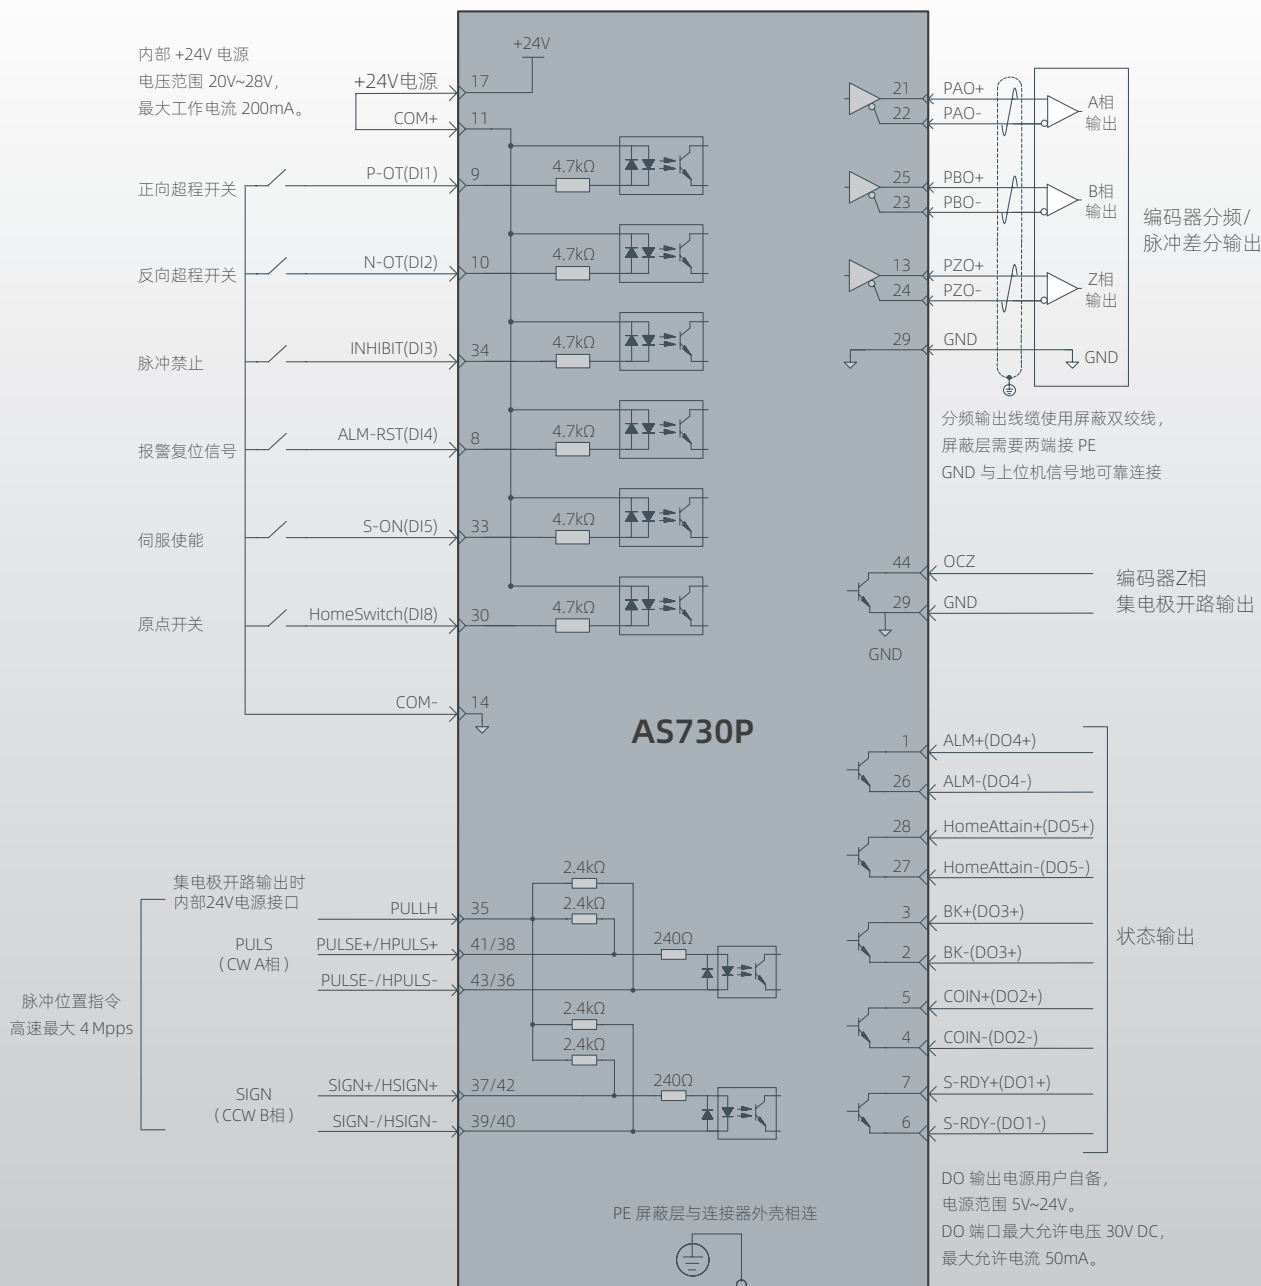 内部 +24V 电源
电压范围 20V~28V，
最大工作电流 200mA。
+24V电源
17
+24V
COM+
11
正向超程开关
P-OT(DI1)
9
4.7kΩ
反向超程开关
N-OT(DI2)
10
4.7kΩ
脉冲禁止
INHIBIT(DI3)
34
4.7kΩ
报警复位信号
ALM-RST(DI4)
8
4.7kΩ
伺服使能
S-ON(DI5)
33
4.7kΩ
原点开关
HomeSwitch(DI8)
30
4.7kΩ
COM-
14
AS730P
集电极开路输出时
内部24V电源接口
PULLH
35
2.4kΩ
2.4kΩ
PULS
（CW A相）
PULSE+/HPULS+
41/38
240Ω
PULSE-/HPULS-
43/36
脉冲位置指令
高速最大 4 Mpps
2.4kΩ
2.4kΩ
SIGN
（CCW B相）
SIGN+/HSIGN+
37/42
240Ω
SIGN-/HSIGN-
39/40
PE 屏蔽层与连接器外壳相连
21
PAO+
22
PAO-
A相
输出
25
PBO+
23
PBO-
B相
输出
13
PZO+
24
PZO-
Z相
输出
29
GND
GND
编码器分频/
脉冲差分输出
分频输出线缆使用屏蔽双绞线，
屏蔽层需要两端接 PE
GND 与上位机信号地可靠连接
44
OCZ
29
GND
GND
编码器Z相
集电极开路输出
1
ALM+(DO4+)
26
ALM-(DO4-)
28
HomeAttain+(DO5+)
27
HomeAttain-(DO5-)
3
BK+(DO3+)
2
BK-(DO3+)
5
COIN+(DO2+)
4
COIN-(DO2-)
7
S-RDY+(DO1+)
6
S-RDY-(DO1-)
状态输出
DO 输出电源用户自备，
电源范围 5V~24V。
DO 端口最大允许电压 30V DC，
最大允许电流 50mA。